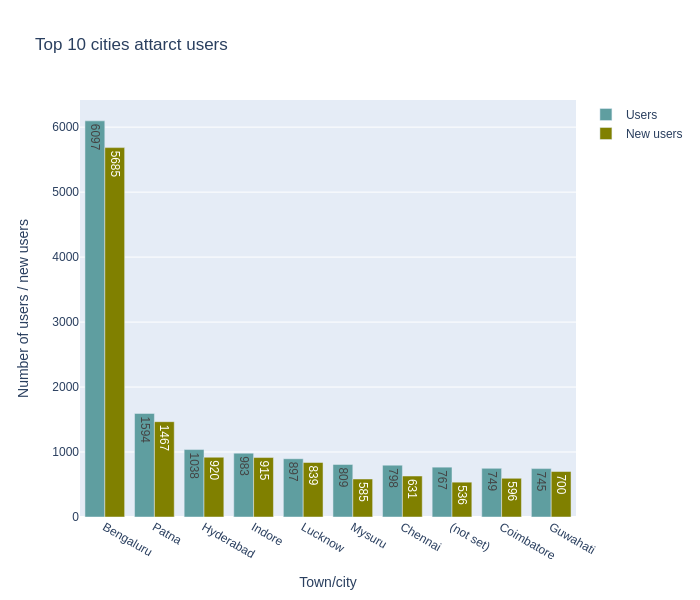 Top 10 cities attarct users
Users
New users
Number of users / new users
6000
5000
4000
3000
2000
1000
0
6097
5685
1594
1467
1038
920
983
915
897
839
809
585
798
631
767
536
749
596
745
700
Bengaluru
Patna
Hyderabad
Indore
Lucknow
Mysuru
Chennai
(not set)
Coimbatore
Guwahati
Town/city